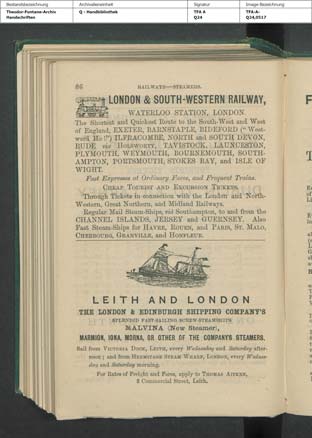 Bestandsbezeichnung Archivalieneinheit Signatur Image-Bezeichnung
Theodor-Fontane-Archiv Q - Handbibliothek TFA A TFA-A-
Handschriften Q24 Q24,0517
86 RAILWAYS—STEAMERS.
LONDON & SOUTH-WESTERN RAILWAY,
WATERLOO STATION, LONDON.
The Shortest and Quickest Route to the South-West and West
of England, EXETER, BARNSTAPLE, BIDEFORD ("West-
ward Ho!") ILFRACOMBE, NORTH and SOUTH DEVON,
BUDE via HOLSWORTHY, TAVISTOCK, LAUNCESTON,
PLYMOUTH, WEYMOUTH, BOURNEMOUTH, SOUTH-
AMPTON, PORTSMOUTH, STOKES BAY, and ISLE OF
WIGHT.
Fast Expresses at Ordinary Fares, and Frequent Trains.
CHEAP TOURIST AND EXCURSION TICKETS.
Through Tickets in connection with the London and North-
Western, Great Northern, and Midland Railways.
Regular Mail Steam-Ships, via Southampton, to and from the
CHANNEL ISLANDS, JERSEY and GUERNSEY. Also
Fast Steam-Ships for HAVRE, ROUEN, and PARIS, ST. MALO,
CHERBOURG, GRANVILLE, and HONFLEUR.
LEITH AND LONDON
THE LONDON & EDINBURGH SHIPPING COMPANY'S
SPLENDID FAST-SAILING SCREW-STEAMSHIPS
MALVINA (New Steamer),
MARMION, IONA, MORNA, OR OTHER OF THE COMPANY'S STEAMERS,
Sail from VICTORIA DOCK, LEITH, every Wednesday and Saturday after-
noon; and from HERMITAGE STEAM WHARF, LONDON, every Wednes-
day and Saturday morning.
For Rates of Freight and Fares, apply to THOMAS AITKEN,
8 Commercial Street, Leith.